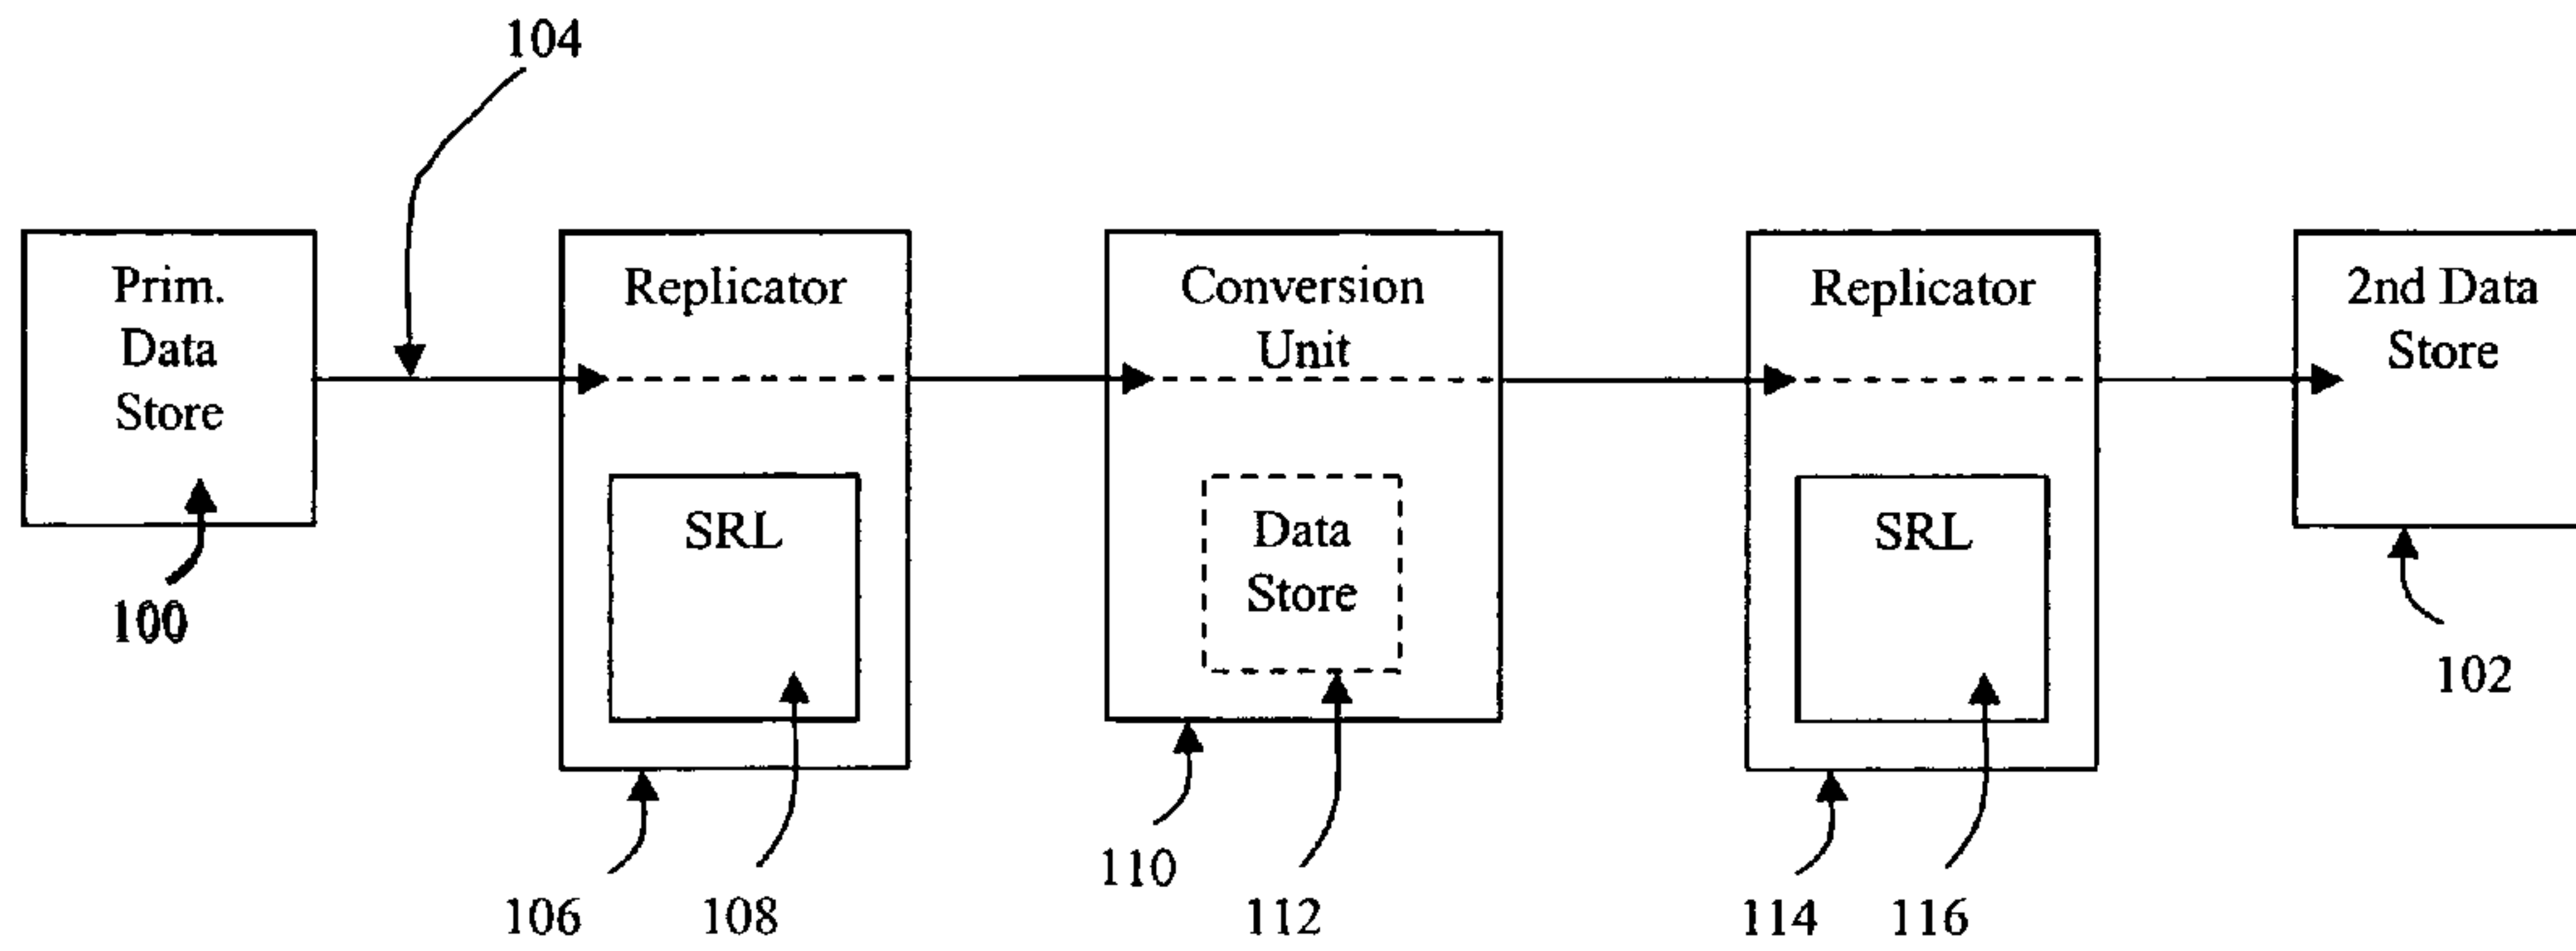 104
Prim.
Data
Store
100
Replicator
SRL
106
108
Conversion
Unit
Data
Store
110
112
Replicator
SRL
114
116
2nd Data
Store
102